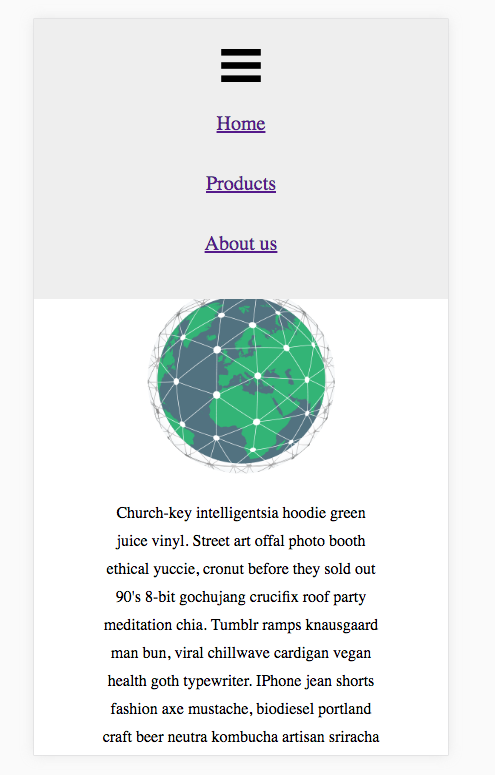 Home
Products
About us
Church-key intelligentsia hoodie green
juice vinyl. Street art offal photo booth
ethical yuccie, cronut before they sold out
90's 8-bit gochujang crucifix roof party
meditation chia. Tumblr ramps knausgaard
man bun, viral chillwave cardigan vegan
health goth typewriter. IPhone jean shorts
fashion axe mustache, biodiesel portland
craft beer neutra kombucha artisan sriracha